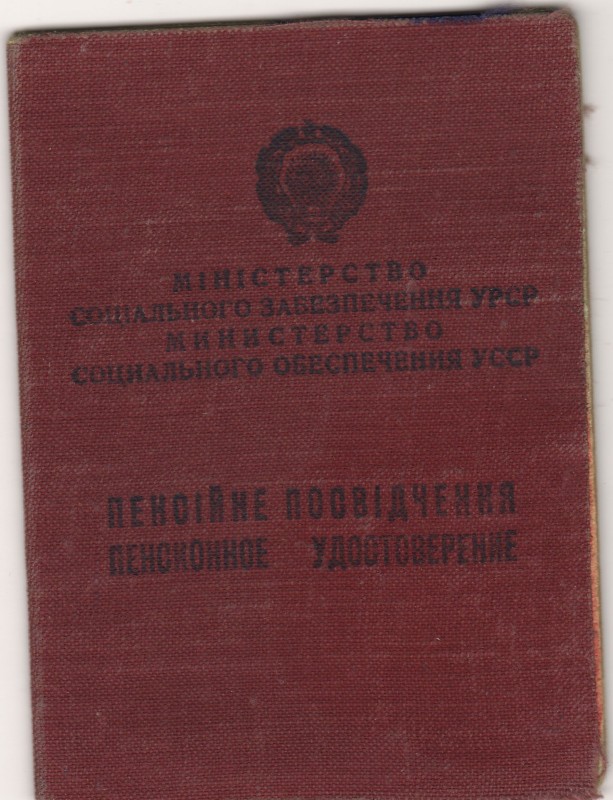 МІНІСТЕРСТВО
СОЦІАЛЬНОГО ЗАБЕЗПЕЧЕННЯ УРСР
МИНИСТЕРСТВО
СОЦИАЛЬНОГО ОБЕСПЕЧЕНИЯ УССР
ПЕНСІЙНЕ ПОСВІДЧЕННЯ
ПЕНСИОННОЕ УДОСТОВЕРЕНИЕ